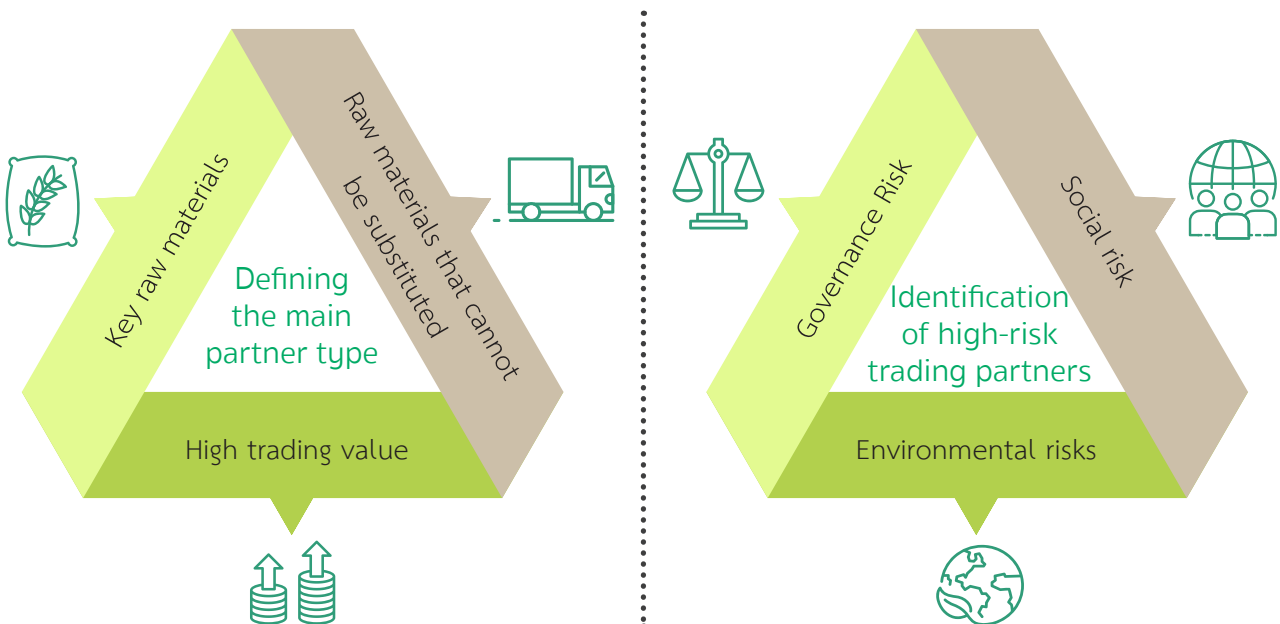 Key raw materials
Raw materials that cannot
be substituted
Defining
the main
partner type
High trading value
Governance Risk
Social risk
Identification
of high-risk
trading partners
Environmental risks